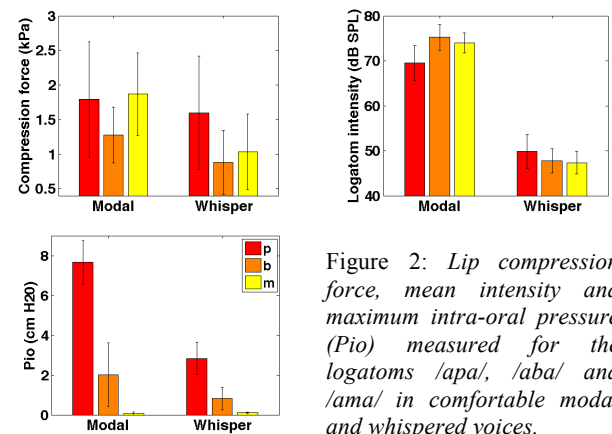 Compression force (kPa)
3
2.5
2
1.5
1
0.5
Modal Whisper
Logatom intensity (dB SPL)
80
70
60
50
40
Modal Whisper
Pio (cm H20)
8
6
4
2
0
p
b
m
Modal Whisper
Figure 2: Lip compression
force, mean intensity and
maximum intra-oral pressure
(Pio) measured for the
logatoms /apa/, /aba/ and
/ama/ in comfortable modal
and whispered voices.